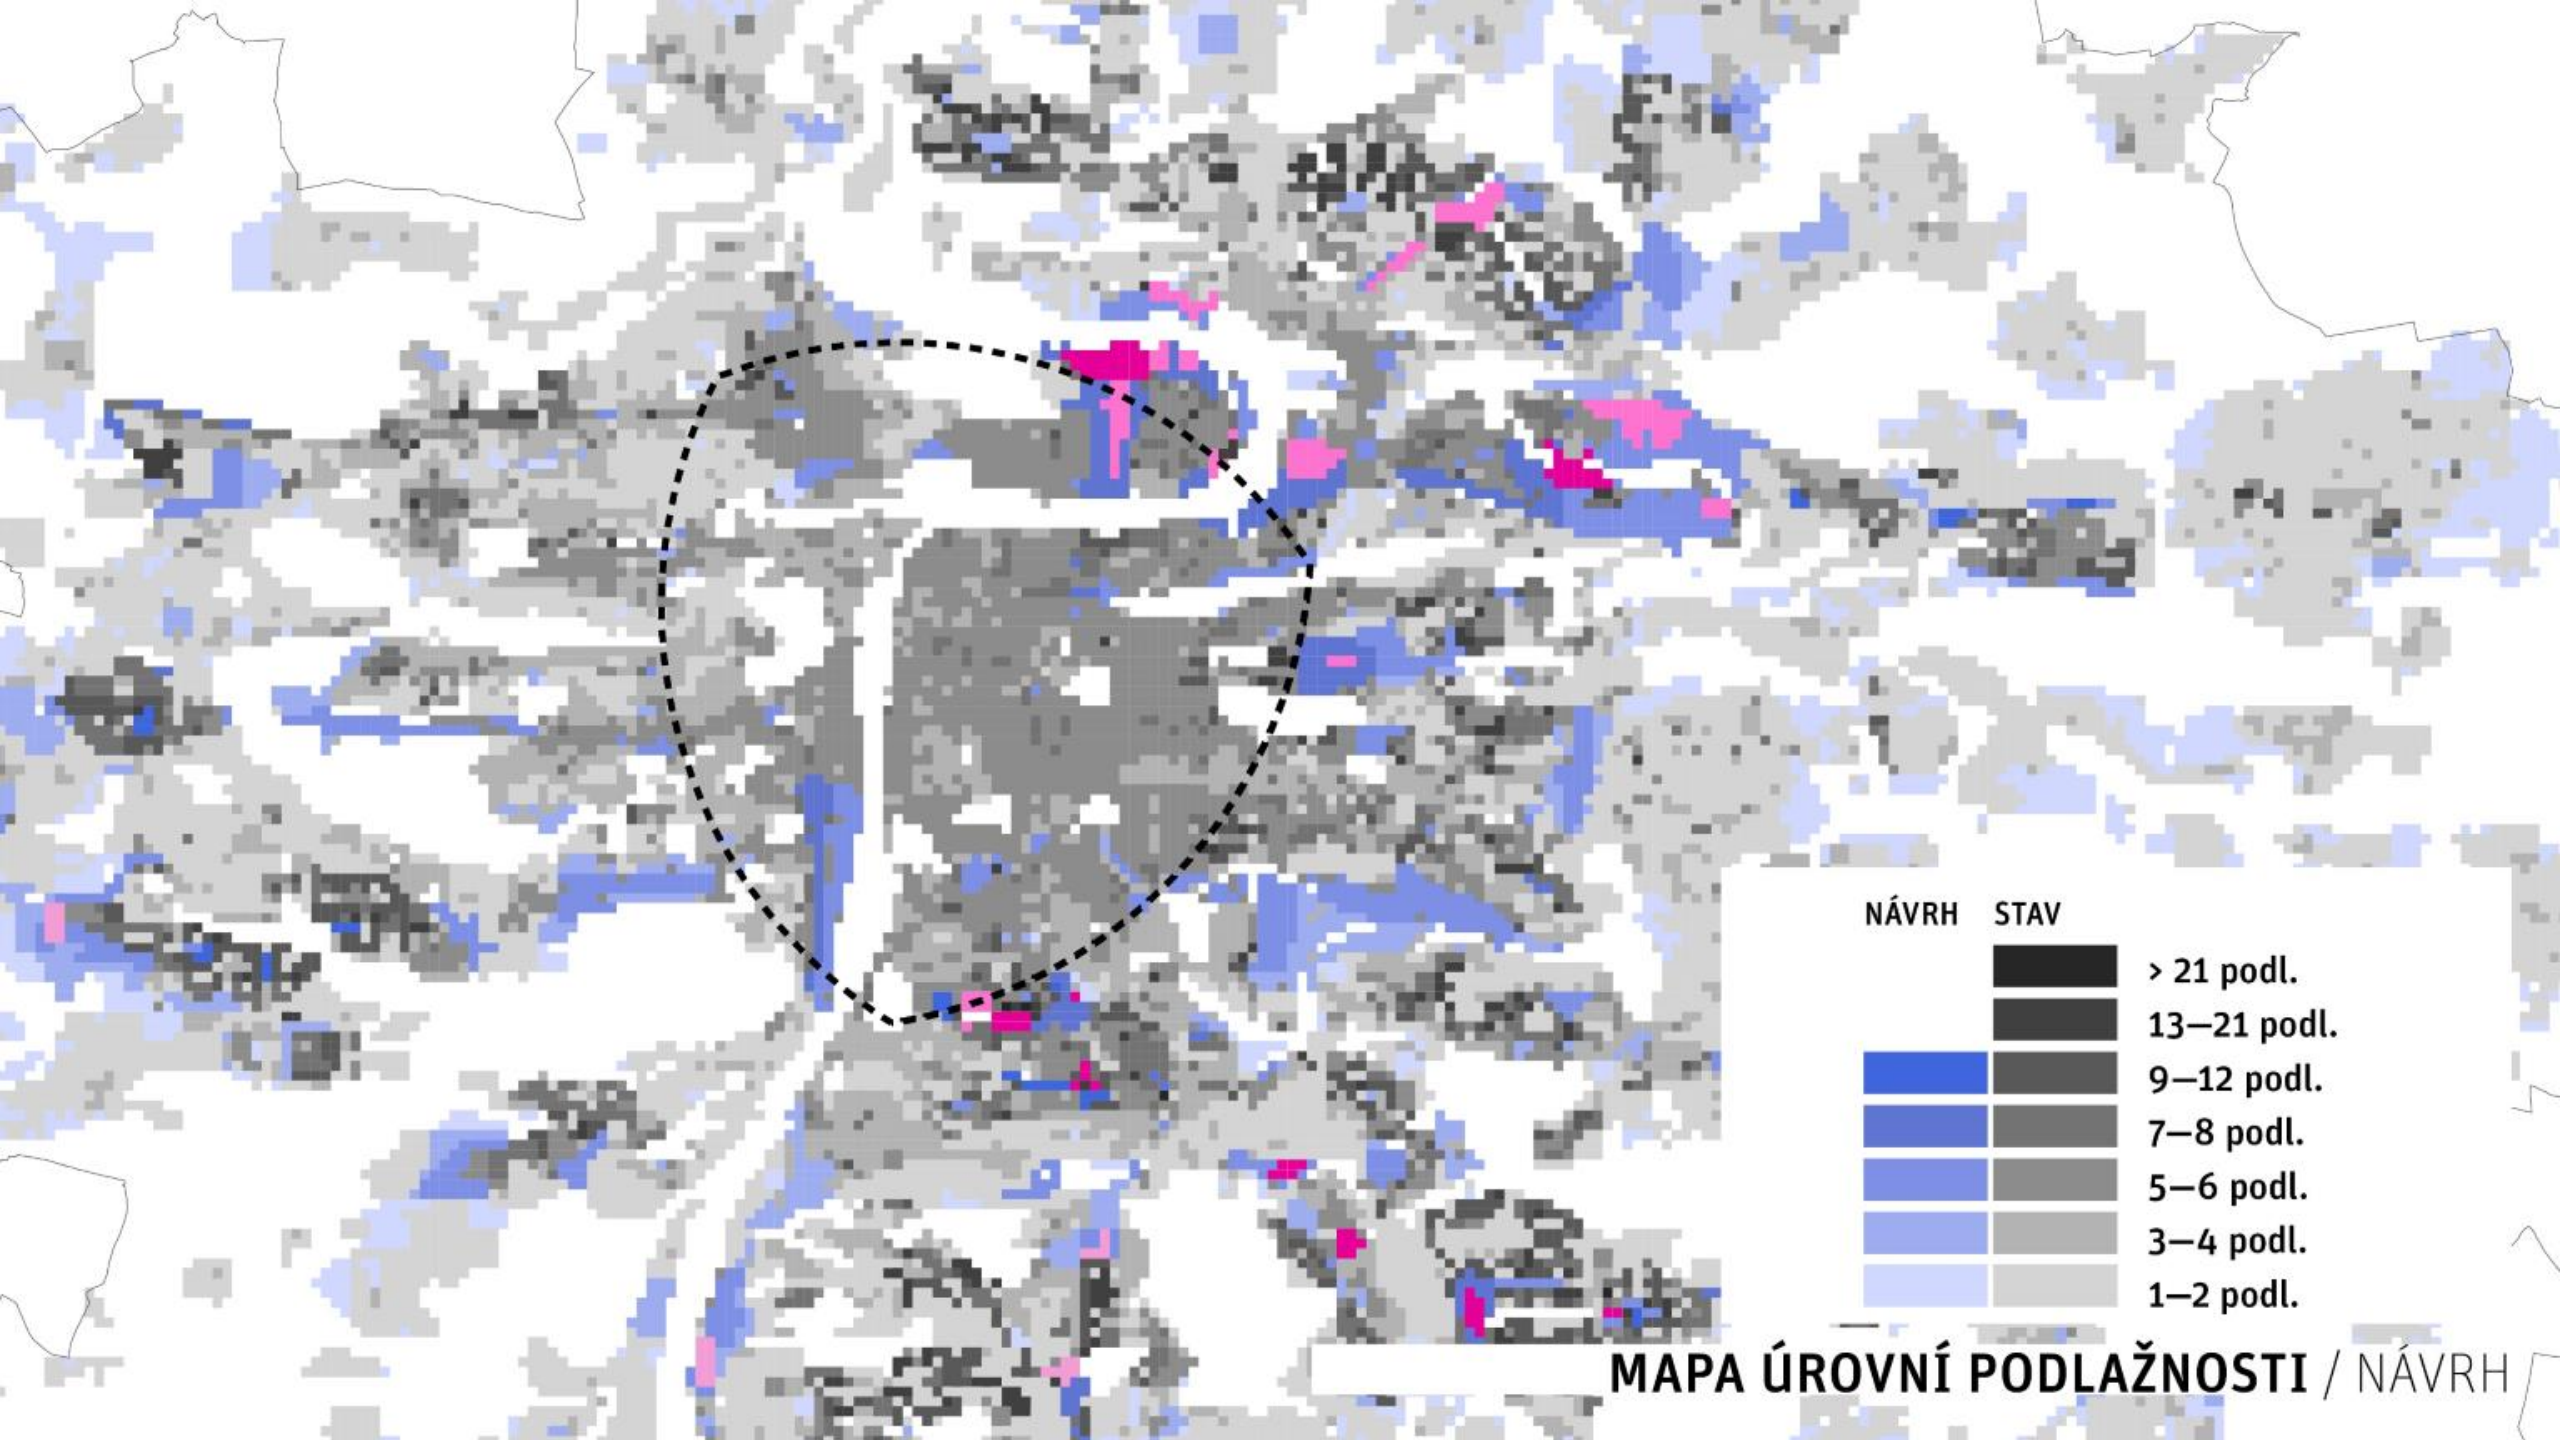 NÁVRH STAV
> 21 podl.
13—21 podl.
9—12 podl.
7—8 podl.
5—6 podl.
3—4 podl.
1—2 podl.
MAPA ÚROVNÍ PODLAŽNOSTI / NÁVRH